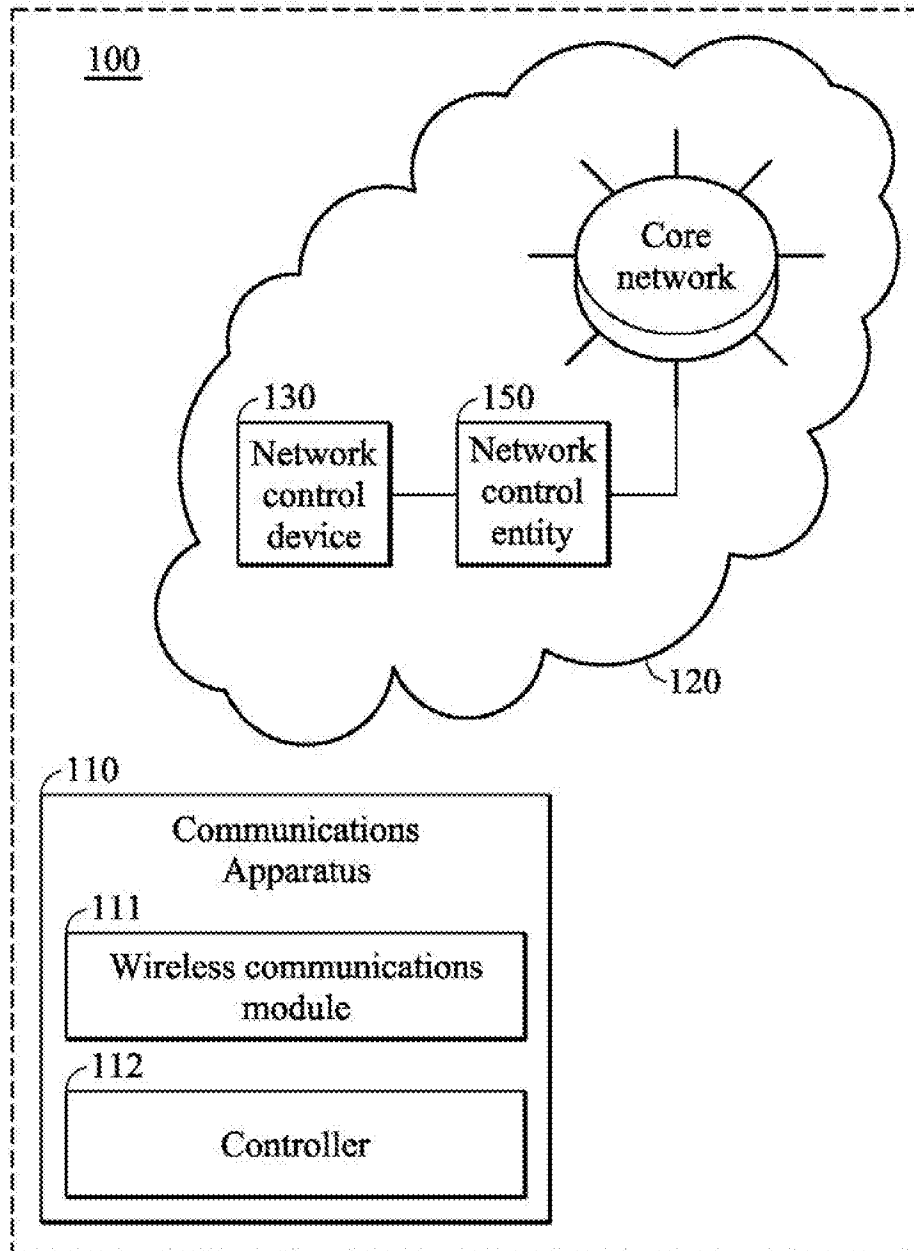 100
Core
network
130
150
Network
control
device
Network
control
entity
120
110
Communications
Apparatus
111
Wireless communications
module
112
Controller